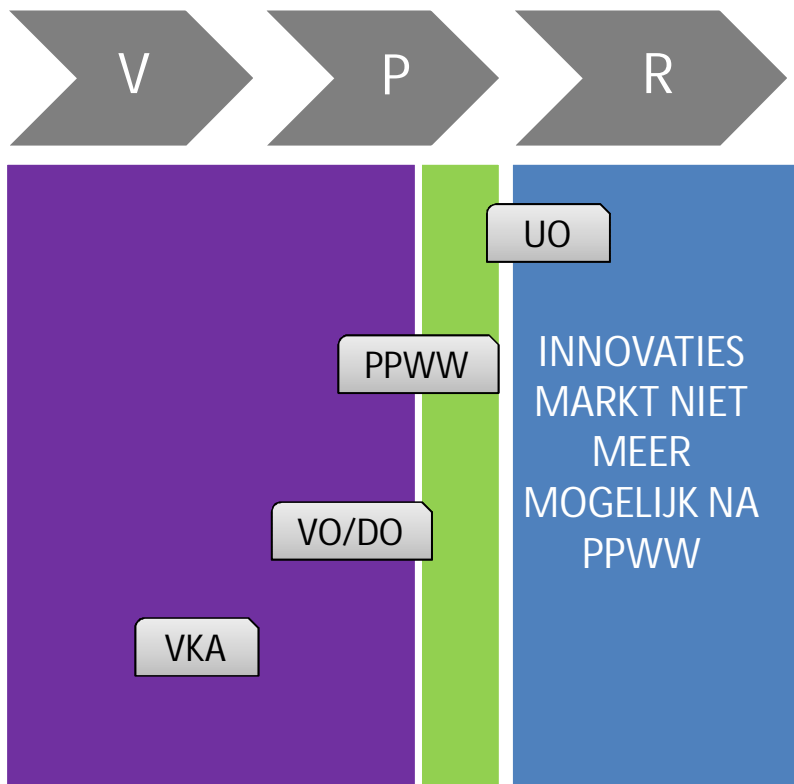 V
P
R
UO
PPWW
INNOVATIES
MARKT NIET
MEER
MOGELIJK NA
PPWW
VO/DO
VKA